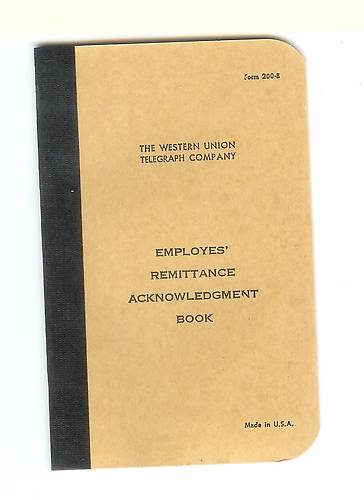 Form 200-B
THE WESTERN UNION
TELEGRAPH COMPANY
EMPLOYES'
REMITTANCE
ACKNOWLEDGMENT
BOOK
Made in U.S.A.